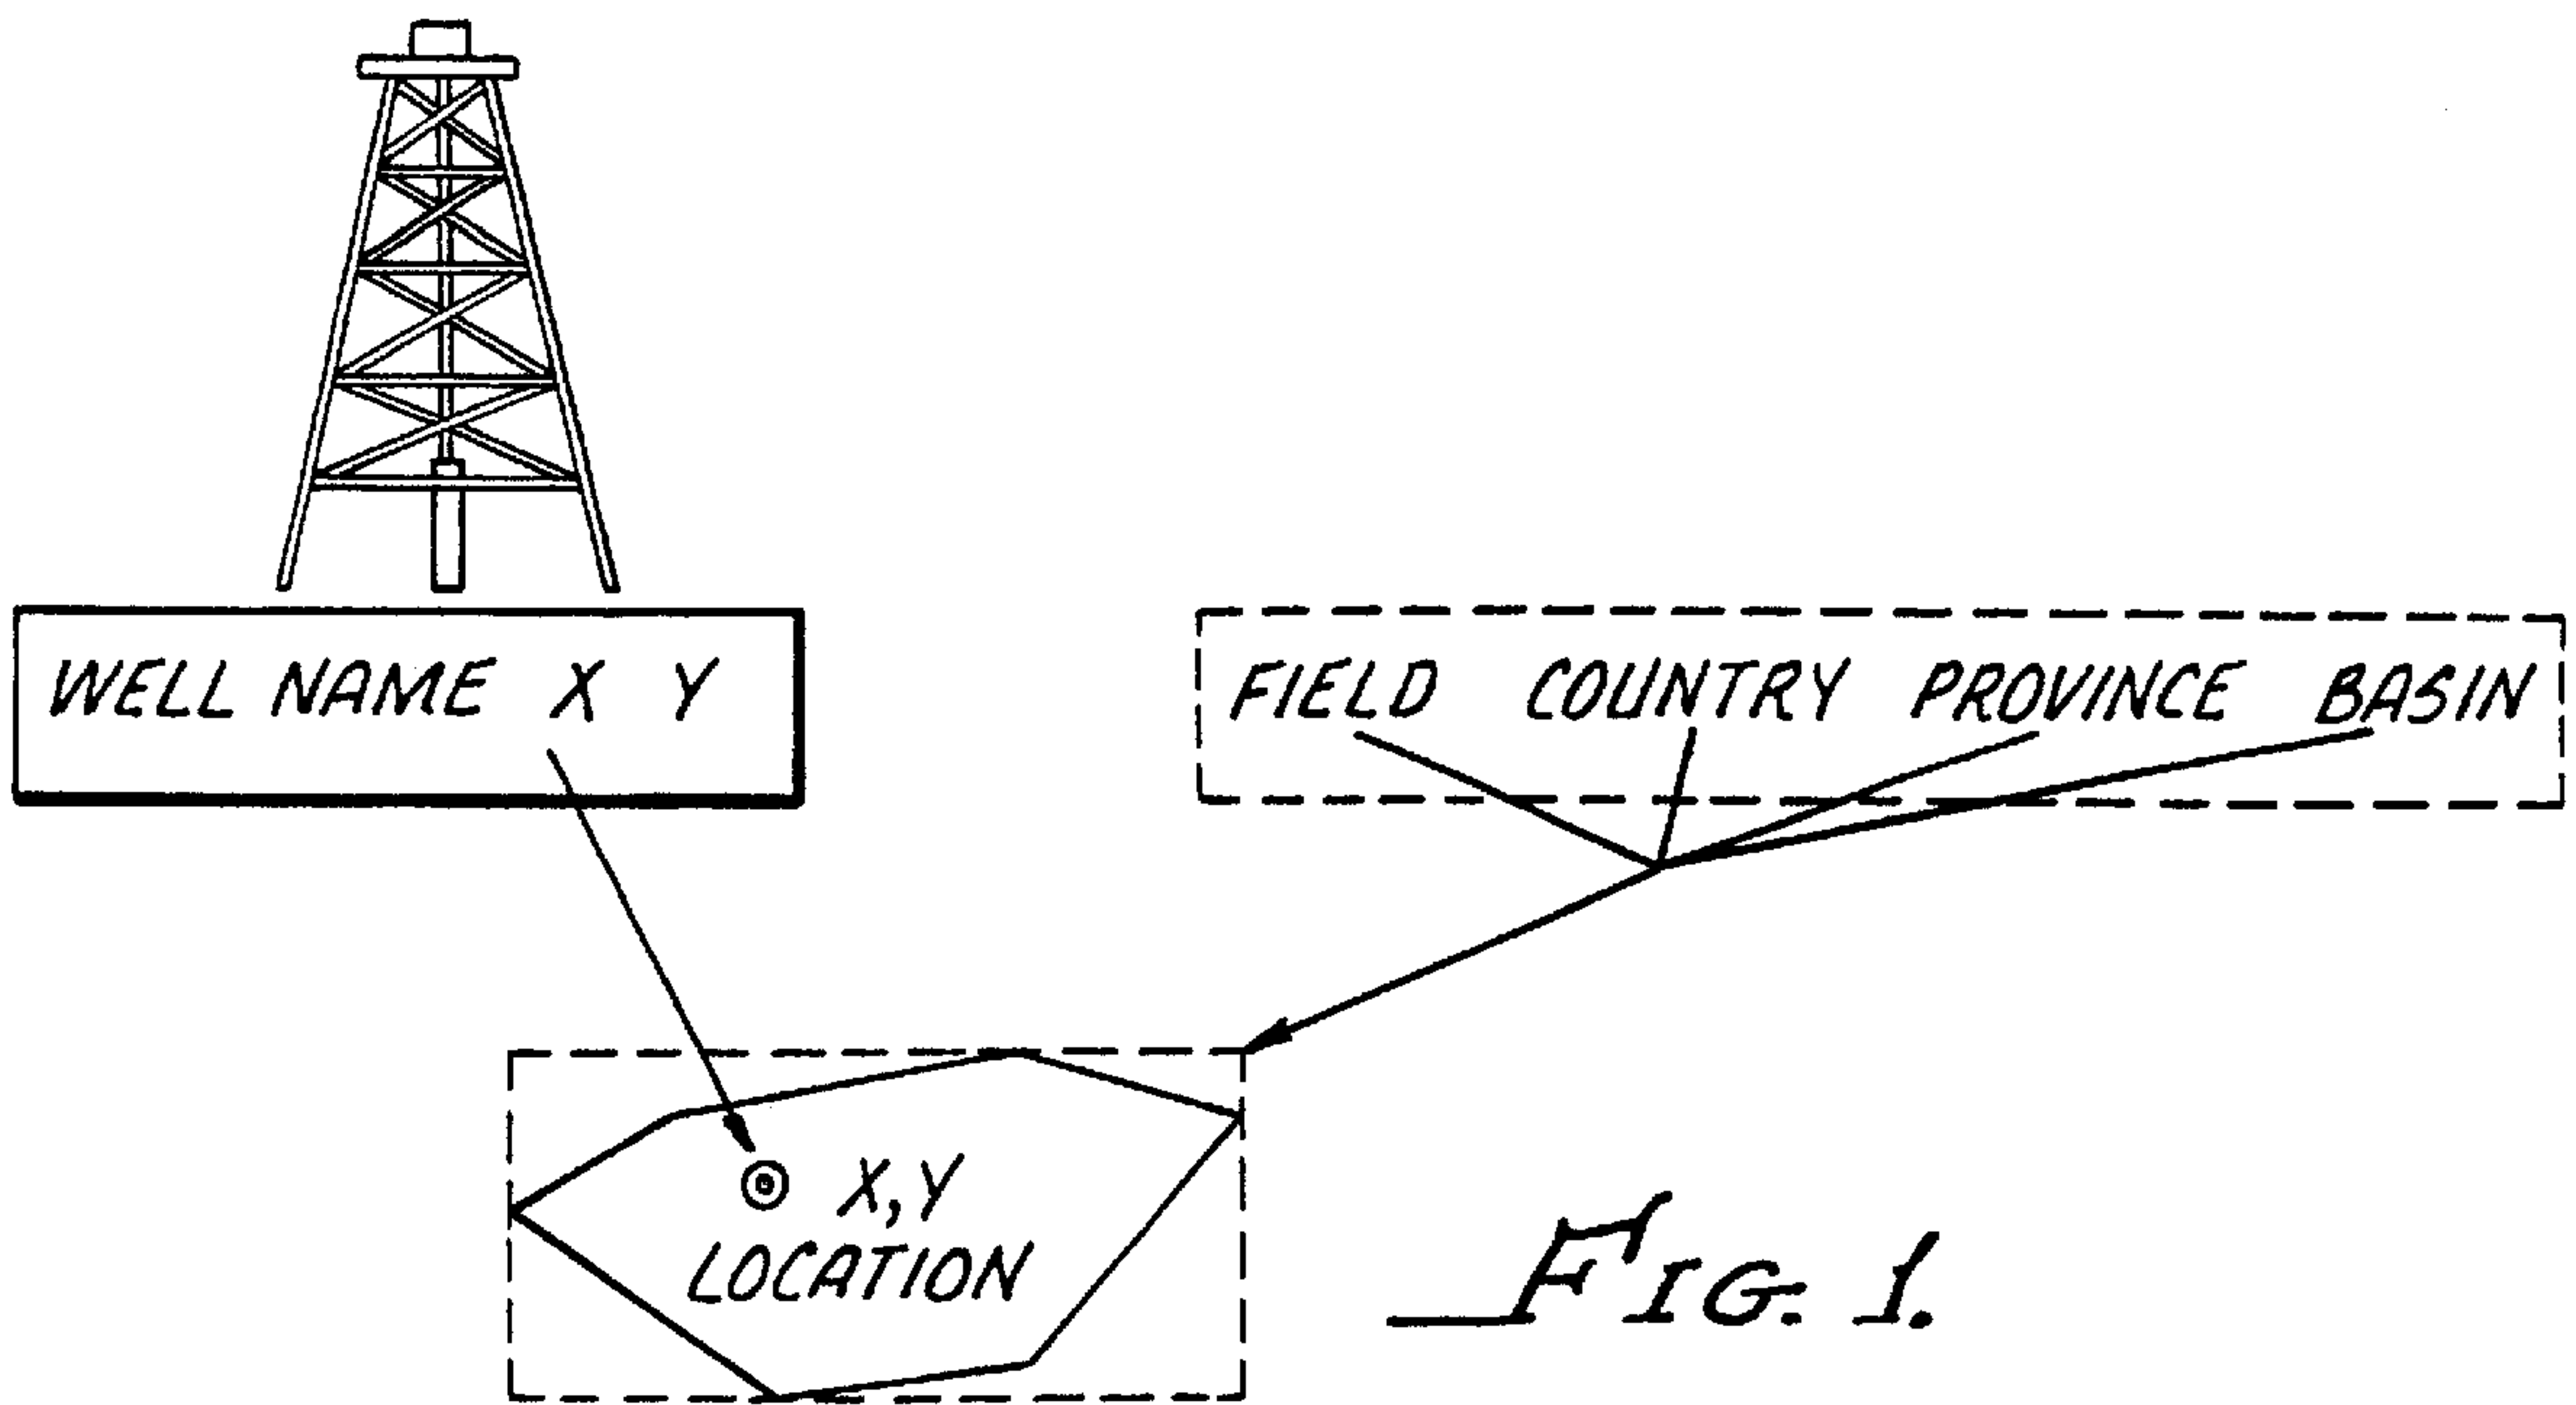 WELL NAME X Y
FIELD COUNTRY PROVINCE BASIN
X,Y
LOCATION
FIG. 1.